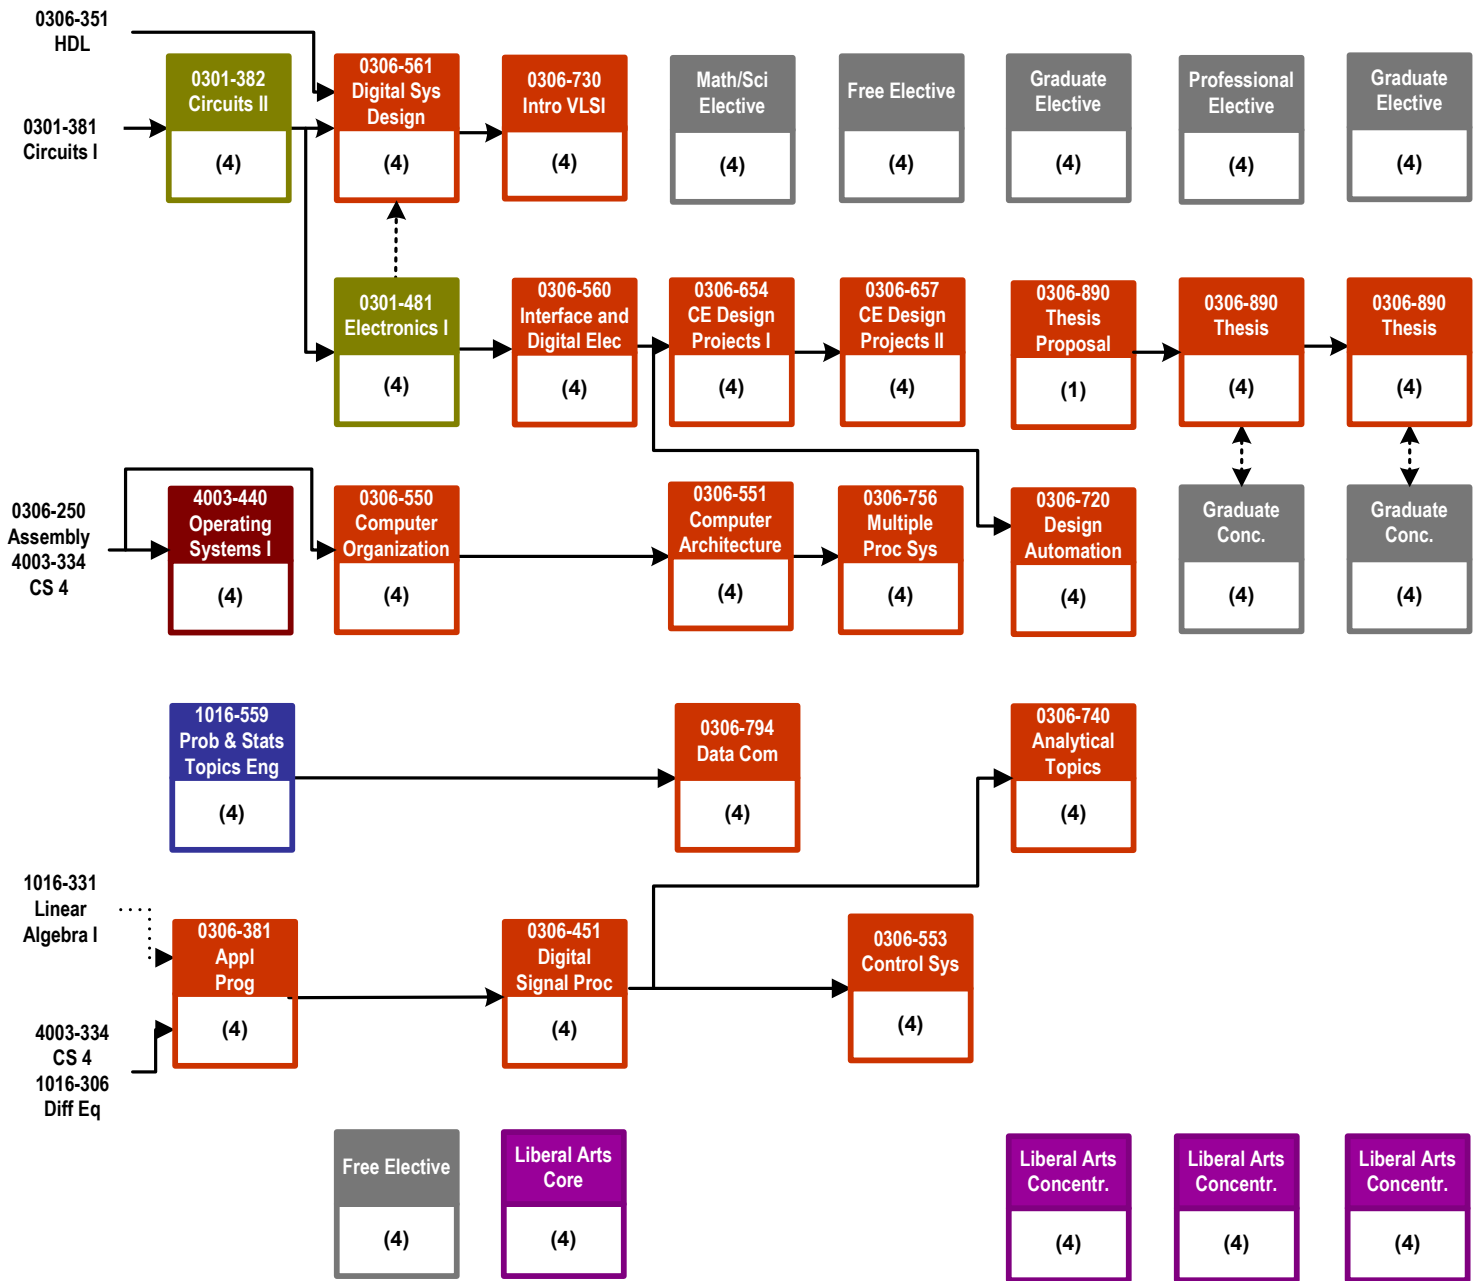 0306-351
HDL
0301-381
Circuits I
0301-382
Circuits II
(4)
0306-561
Digital Sys
Design
(4)
0306-730
Intro VLSI
(4)
Math/Sci
Elective
(4)
Free Elective
(4)
Graduate
Elective
(4)
Professional
Elective
(4)
Graduate
Elective
(4)
0301-481
Electronics I
(4)
0306-560
Interface and
Digital Elec
(4)
0306-654
CE Design
Projects I
(4)
0306-657
CE Design
Projects II
(4)
0306-890
Thesis
Proposal
(1)
0306-890
Thesis
(4)
0306-890
Thesis
(4)
0306-250
Assembly
4003-334
CS 4
4003-440
Operating
Systems I
(4)
0306-550
Computer
Organization
(4)
0306-551
Computer
Architecture
(4)
0306-756
Multiple
Proc Sys
(4)
0306-720
Design
Automation
(4)
Graduate
Conc.
(4)
Graduate
Conc.
(4)
1016-559
Prob & Stats
Topics Eng
(4)
0306-794
Data Com
(4)
0306-740
Analytical
Topics
(4)
1016-331
Linear
Algebra I
4003-334
CS 4
1016-306
Diff Eq
0306-381
Appl
Prog
(4)
0306-451
Digital
Signal Proc
(4)
0306-553
Control Sys
(4)
Free Elective
(4)
Liberal Arts
Core
(4)
Liberal Arts
Concentr.
(4)
Liberal Arts
Concentr.
(4)
Liberal Arts
Concentr.
(4)